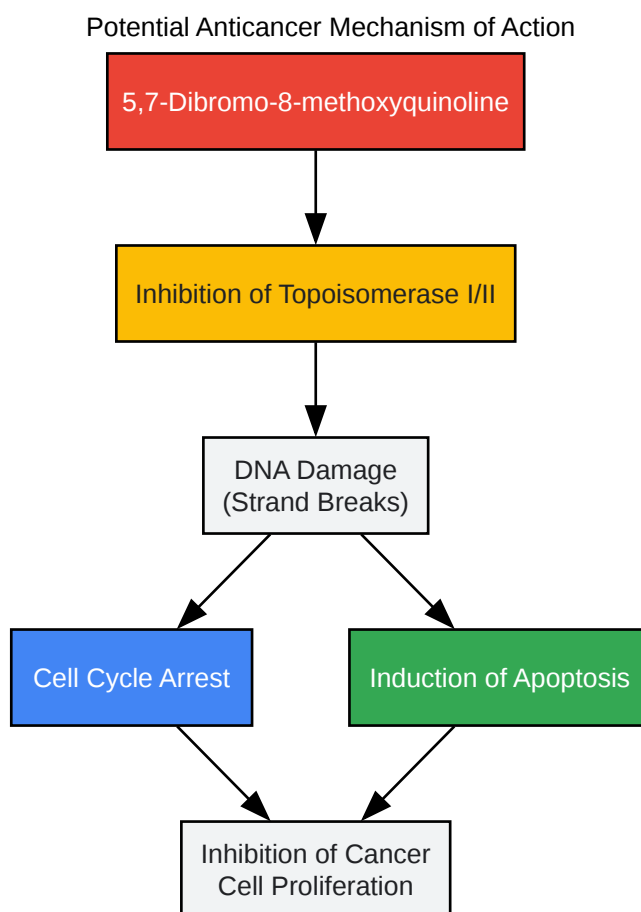 Potential Anticancer Mechanism of Action
5,7-Dibromo-8-methoxyquinoline
Inhibition of Topoisomerase I/II
DNA Damage
(Strand Breaks)
Cell Cycle Arrest
Induction of Apoptosis
Inhibition of Cancer
Cell Proliferation